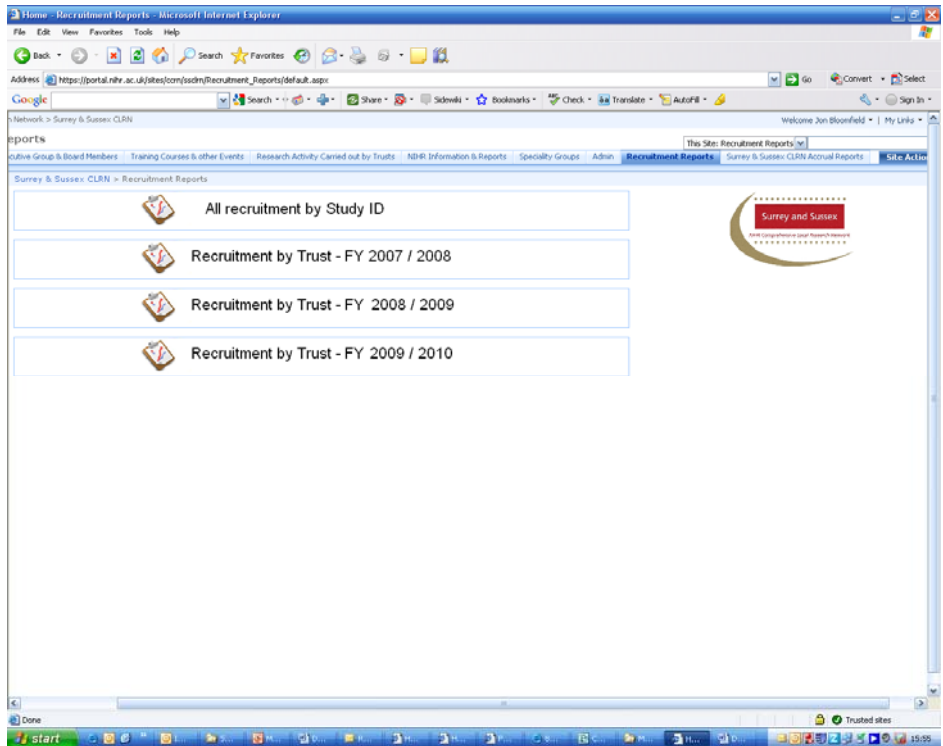 Home - Recruitment Reports - Microsoft Internet Explorer
File Edit View Favorites Tools Help
Back Search Favorites
Address https://portal.nihr.ac.uk/sites/ccrn/ssclrn/Recruitment_Reports/default.aspx Go Convert Select
Google Search Share Sidewiki Bookmarks Check Translate AutoFill Sign In
Network > Surrey & Sussex CLRN Welcome Jon Bloomfield | My Links
eports This Site: Recruitment Reports
cutive Group & Board Members Training Courses & other Events Research Activity Carried out by Trusts NIHR Information & Reports Speciality Groups Admin Recruitment Reports Surrey & Sussex CLRN Accrual Reports Site Actio
Surrey & Sussex CLRN > Recruitment Reports
All recruitment by Study ID
Surrey and Sussex
NIHR Comprehensive Local Research Network
Recruitment by Trust - FY 2007 / 2008
Recruitment by Trust - FY 2008 / 2009
Recruitment by Trust - FY 2009 / 2010
Done Trusted sites
start 15:55